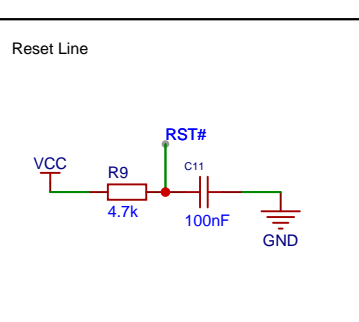 Reset Line
RST#
VCC
R9
C11
4.7k
100nF
GND